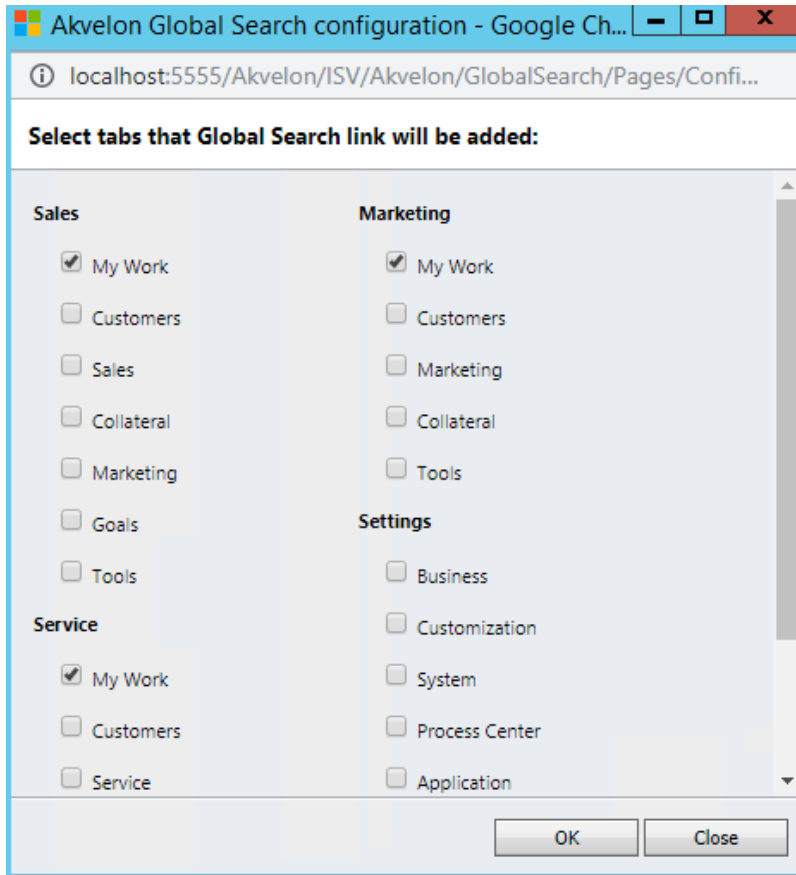 Akvelon Global Search configuration - Google Ch...
localhost:5555/Akvelon/ISV/Akvelon/GlobalSearch/Pages/Confi...
Select tabs that Global Search link will be added:
Sales
My Work
Customers
Sales
Collateral
Marketing
Goals
Tools
Service
My Work
Customers
Service
Marketing
My Work
Customers
Marketing
Collateral
Tools
Settings
Business
Customization
System
Process Center
Application
OK
Close